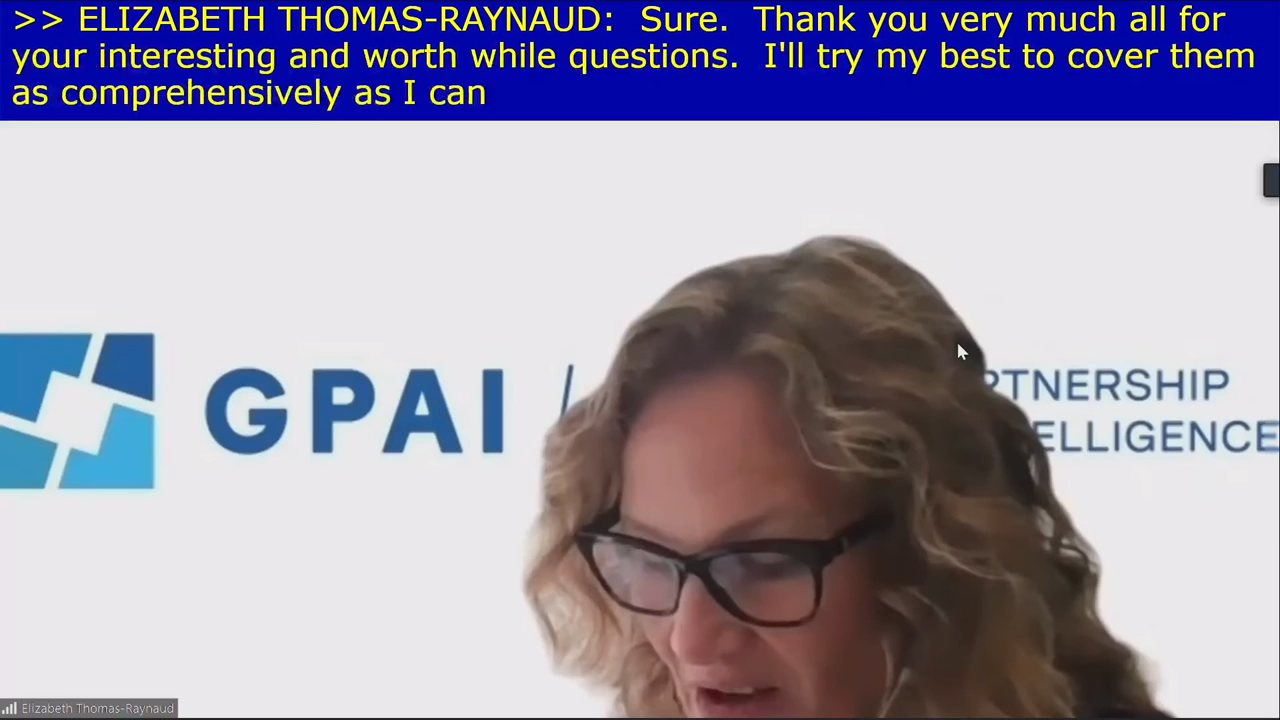 >> ELIZABETH THOMAS-RAYNAUD:  Sure.  Thank you very much all for
your interesting and worth while questions.  I'll try my best to cover them
as comprehensively as I can
GPAI
RTNERSHIP
ELLIGENCE
Elizabeth Thomas-Raynaud